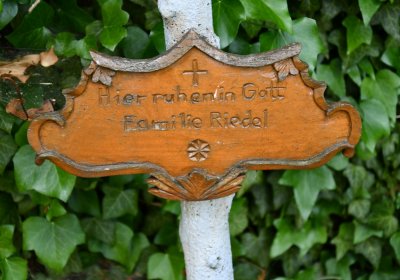 Hier ruhen in Gott
Familie Riedel